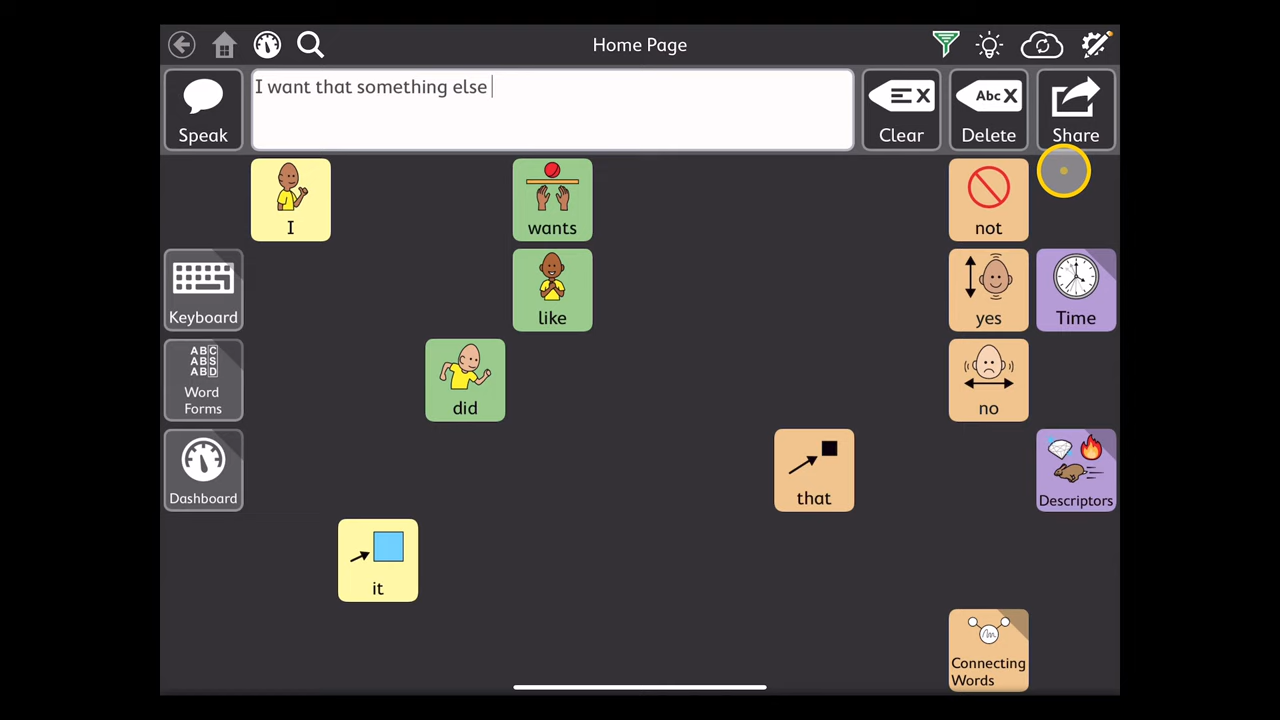 Home Page
I want that something else
Speak
Clear
Abc X
Delete
Share
I
wants
not
Keyboard
like
yes
Time
ABC
ABS
ABD
Word
Forms
did
no
Dashboard
that
Descriptors
it
Connecting
Words